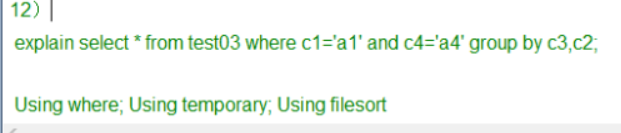 12）
explain select * from test03 where c1='a1' and c4='a4' group by c3,c2;
Using where; Using temporary; Using filesort